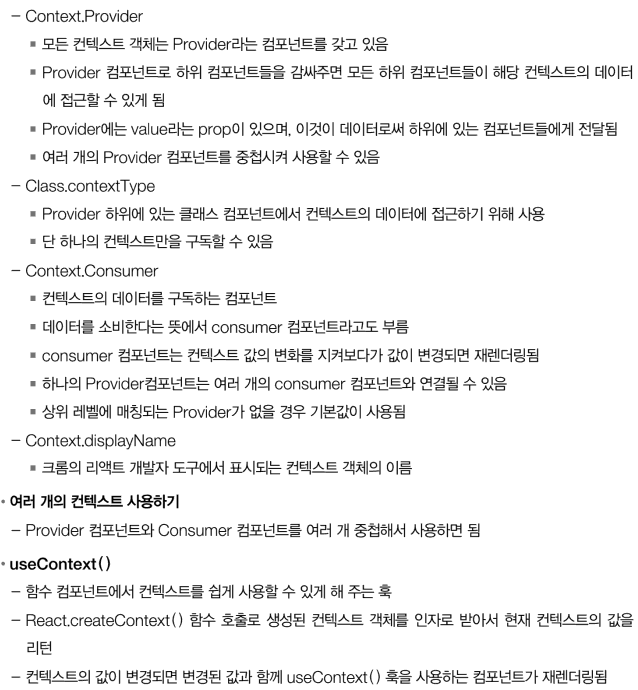 – Context.Provider
▪ 모든 컨텍스트 객체는 Provider라는 컴포넌트를 갖고 있음
▪ Provider 컴포넌트로 하위 컴포넌트들을 감싸주면 모든 하위 컴포넌트들이 해당 컨텍스트의 데이터
에 접근할 수 있게 됨
▪ Provider에는 value라는 prop이 있으며, 이것이 데이터로써 하위에 있는 컴포넌트들에게 전달됨
▪ 여러 개의 Provider 컴포넌트를 중첩시켜 사용할 수 있음
– Class.contextType
▪ Provider 하위에 있는 클래스 컴포넌트에서 컨텍스트의 데이터에 접근하기 위해 사용
▪ 단 하나의 컨텍스트만을 구독할 수 있음
– Context.Consumer
▪ 컨텍스트의 데이터를 구독하는 컴포넌트
▪ 데이터를 소비한다는 뜻에서 consumer 컴포넌트라고도 부름
▪ consumer 컴포넌트는 컨텍스트 값의 변화를 지켜보다가 값이 변경되면 재렌더링됨
▪ 하나의 Provider컴포넌트는 여러 개의 consumer 컴포넌트와 연결될 수 있음
▪ 상위 레벨에 매칭되는 Provider가 없을 경우 기본값이 사용됨
– Context.displayName
▪ 크롬의 리액트 개발자 도구에서 표시되는 컨텍스트 객체의 이름
• 여러 개의 컨텍스트 사용하기
– Provider 컴포넌트와 Consumer 컴포넌트를 여러 개 중첩해서 사용하면 됨
• useContext()
– 함수 컴포넌트에서 컨텍스트를 쉽게 사용할 수 있게 해 주는 훅
– React.createContext() 함수 호출로 생성된 컨텍스트 객체를 인자로 받아서 현재 컨텍스트의 값을
리턴
– 컨텍스트의 값이 변경되면 변경된 값과 함께 useContext() 훅을 사용하는 컴포넌트가 재렌더링됨